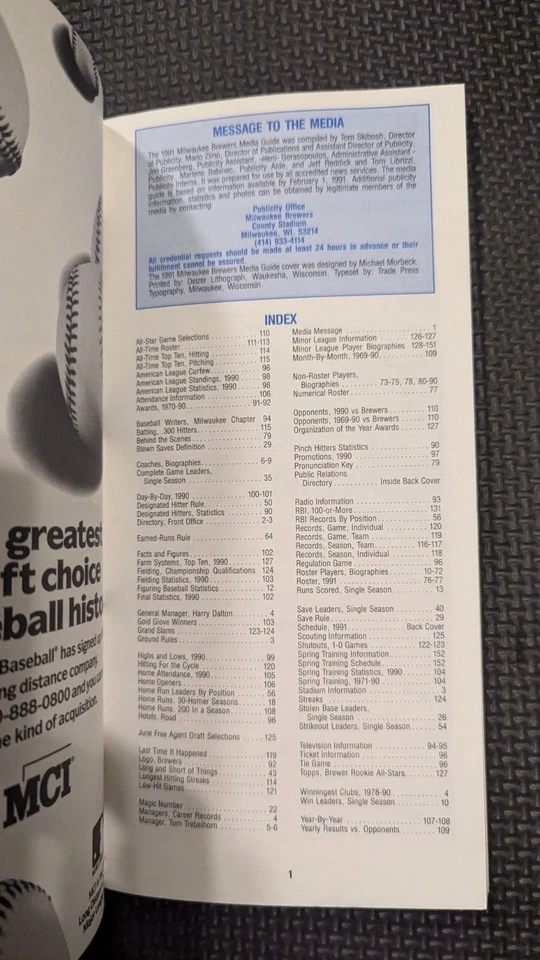 greatest
ft choice
ball histo
Baseball® has signed
ng distance company.
-888-0800 and you ca
e kind of acquisition.
MCI
MESSAGE TO THE MEDIA
The 1991 Milwaukee Brewers Media Guide was compiled by Tom Skibosh, Director
of Publicity, Mario Ziino, Director of Publications and Assistant Director of Publicity,
Jon Greenberg, Publicity Assistant, -eleni- Gerasopoulos, Administrative Assistant -
Publicity, Marlene Babinec, Publicity Aide, and Jeff Reddick and Tom Librizzi,
Publicity Interns. It was prepared for use by all accredited news services. The media
guide is based on information available by February 1, 1991. Additional publicity
information, statistics and photos can be obtained by legitimate members of the
media by contacting:
Publicity Office
Milwaukee Brewers
County Stadium
Milwaukee, WI. 53214
(414) 933-4114
All credential requests should be made at least 24 hours in advance or their
fulfillment cannot be assured.
The 1991 Milwaukee Brewers Media Guide cover was designed by Michael Morbeck.
Printed by: Delzer Lithograph, Waukesha, Wisconsin. Typeset by: Trade Press
Typography, Milwaukee, Wisconsin.
INDEX
All-Star Game Selections 110
All-Time Roster 111-113
All-Time Top Ten, Hitting 114
All-Time Top Ten, Pitching 115
American League Curfew 96
American League Standings, 1990 98
American League Statistics, 1990 98
Attendance Information 106
Awards, 1970-90 91-92
Baseball Writers, Milwaukee Chapter 94
Batting, .300 Hitters 115
Behind the Scenes 79
Blown Saves Definition 29
Coaches, Biographies 6-9
Complete Game Leaders,
Single Season 35
Day-By-Day, 1990 100-101
Designated Hitter Rule 50
Designated Hitters, Statistics 90
Directory, Front Office 2-3
Earned-Runs Rule 64
Facts and Figures 102
Farm Systems, Top Ten, 1990 127
Fielding, Championship Qualifications 124
Fielding Statistics, 1990 103
Figuring Baseball Statistics 12
Final Statistics, 1990 102
General Manager, Harry Dalton 4
Gold Glove Winners 103
Grand Slams 123-124
Ground Rules 3
Highs and Lows, 1990 99
Hitting For the Cycle 120
Home Attendance, 1990 105
Home Openers 106
Home Run Leaders By Position 56
Home Runs, 30-Homer Seasons 18
Home Runs, 200 In a Season 108
Hotels, Road 96
June Free Agent Draft Selections 125
Last Time It Happened 119
Logo, Brewers 92
Long and Short of Things 43
Longest Hitting Streaks 114
Low-Hit Games 121
Magic Number 22
Managers, Career Records 4
Manager, Tom Trebelhorn 5-6
Media Message 1
Minor League Information 126-127
Minor League Player Biographies 128-151
Month-By-Month, 1969-90 109
Non-Roster Players,
Biographies 73-75, 78, 80-90
Numerical Roster 77
Opponents, 1990 vs Brewers 110
Opponents, 1969-90 vs Brewers 110
Organization of the Year Awards 127
Pinch Hitters Statistics 90
Promotions, 1990 97
Pronunciation Key 79
Public Relations
Directory Inside Back Cover
Radio Information 93
RBI, 100-or-More 131
RBI Records By Position 56
Records, Game, Individual 120
Records, Game, Team 119
Records, Season, Team 116-117
Records, Season, Individual 118
Regulation Game 96
Roster Players, Biographies 10-72
Roster, 1991 76-77
Runs Scored, Single Season 13
Save Leaders, Single Season 40
Save Rule 29
Schedule, 1991 Back Cover
Scouting Information 125
Shutouts, 1-0 Games 122-123
Spring Training Information 152
Spring Training Schedule 152
Spring Training Statistics, 1990 104
Spring Training, 1971-90 104
Stadium Information 3
Streaks 124
Stolen Base Leaders,
Single Season 26
Strikeout Leaders, Single Season 54
Television Information 94-95
Ticket Information 96
Tie Game 96
Topps, Brewer Rookie All-Stars 127
Winningest Clubs, 1978-90 4
Win Leaders, Single Season 10
Year-By-Year 107-108
Yearly Results vs. Opponents 109
1